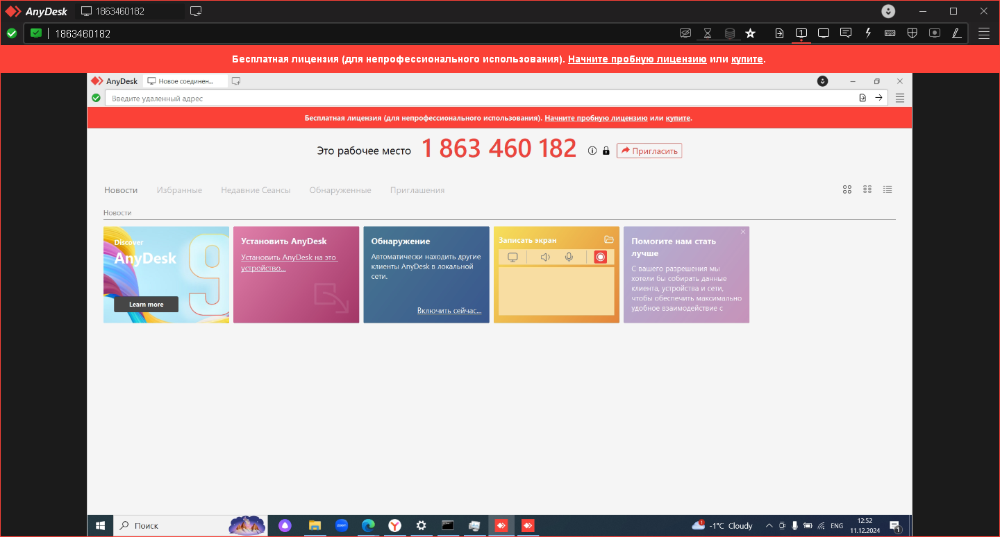 AnyDesk
1863460182
1863460182
1
Бесплатная лицензия (для непрофессионального использования). Начните пробную лицензию или купите.
AnyDesk
Новое соединен...
Введите удаленный адрес
Бесплатная лицензия (для непрофессионального использования). Начните пробную лицензию или купите.
Это рабочее место 1 863 460 182 Пригласить
Новости Избранные Недавние Сеансы Обнаруженные Приглашения
Новости
Discover
AnyDesk
9
Learn more
Установить AnyDesk
Установить AnyDesk на это
устройство...
Обнаружение
Автоматически находить другие
клиенты AnyDesk в локальной
сети.
Включить сейчас...
Записать экран
Помогите нам стать
лучше
С вашего разрешения мы
хотели бы собирать данные
клиента, устройства и сети,
чтобы обеспечить максимально
удобное взаимодействие с
Поиск
zoom
1
-1°C Cloudy
ENG
12:52
11.12.2024
1